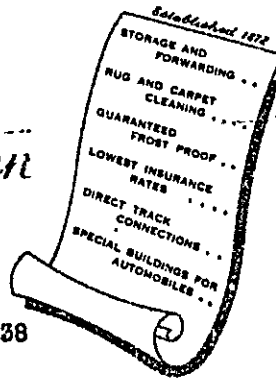 Established 1872
STORAGE AND
FORWARDING . .
RUG AND CARPET
CLEANING . . . .
GUARANTEED
FROST PROOF . .
LOWEST INSURANCE
RATES . . . .
DIRECT TRACK
CONNECTIONS . .
SPECIAL BUILDINGS FOR
AUTOMOBILES . .
38